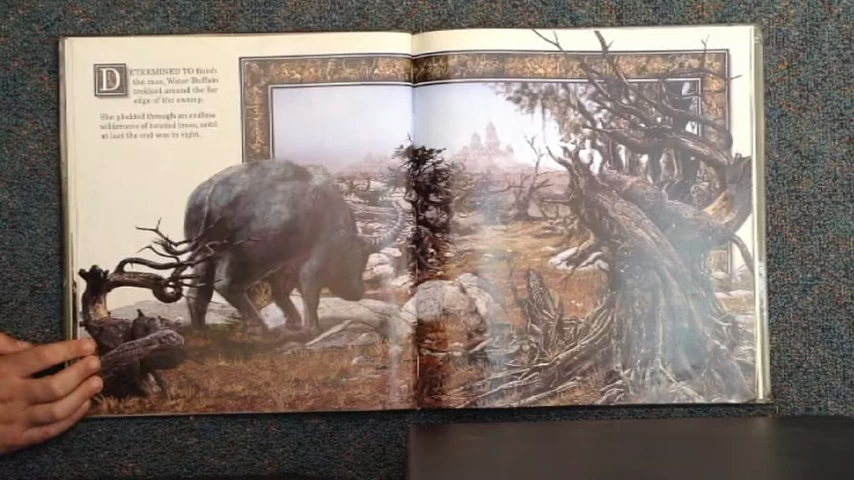 DETERMINED TO finish
the race, Water Buffalo
trekked around the far
edge of the swamp.
She plodded through an endless
wilderness of twisted trees, until
at last the end was in sight.